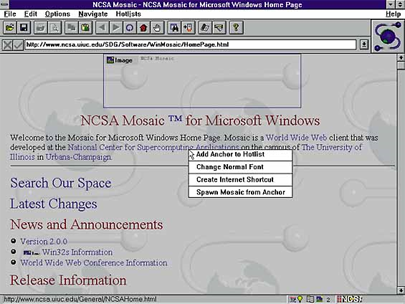 NCSA Mosaic - NCSA Mosaic for Microsoft Windows Home Page
File Edit Options Navigate Hotlists Help
http://www.ncsa.uiuc.edu/SDG/Software/WinMosaic/HomePage.html
Image NCSA Mosaic
NCSA Mosaic ™ for Microsoft Windows
Welcome to the Mosaic for Microsoft Windows Home Page. Mosaic is a World Wide Web client that was
developed at the National Center for Supercomputing Applications on the campus of The University of
Illinois in Urbana-Champaign.
Add Anchor to Hotlist
Change Normal Font
Create Internet Shortcut
Spawn Mosaic from Anchor
Search Our Space
Latest Changes
News and Announcements
Version 2.0.0
Win32s Information
World Wide Web Conference Information
Release Information
http://www.ncsa.uiuc.edu/General/NCSAHome.html